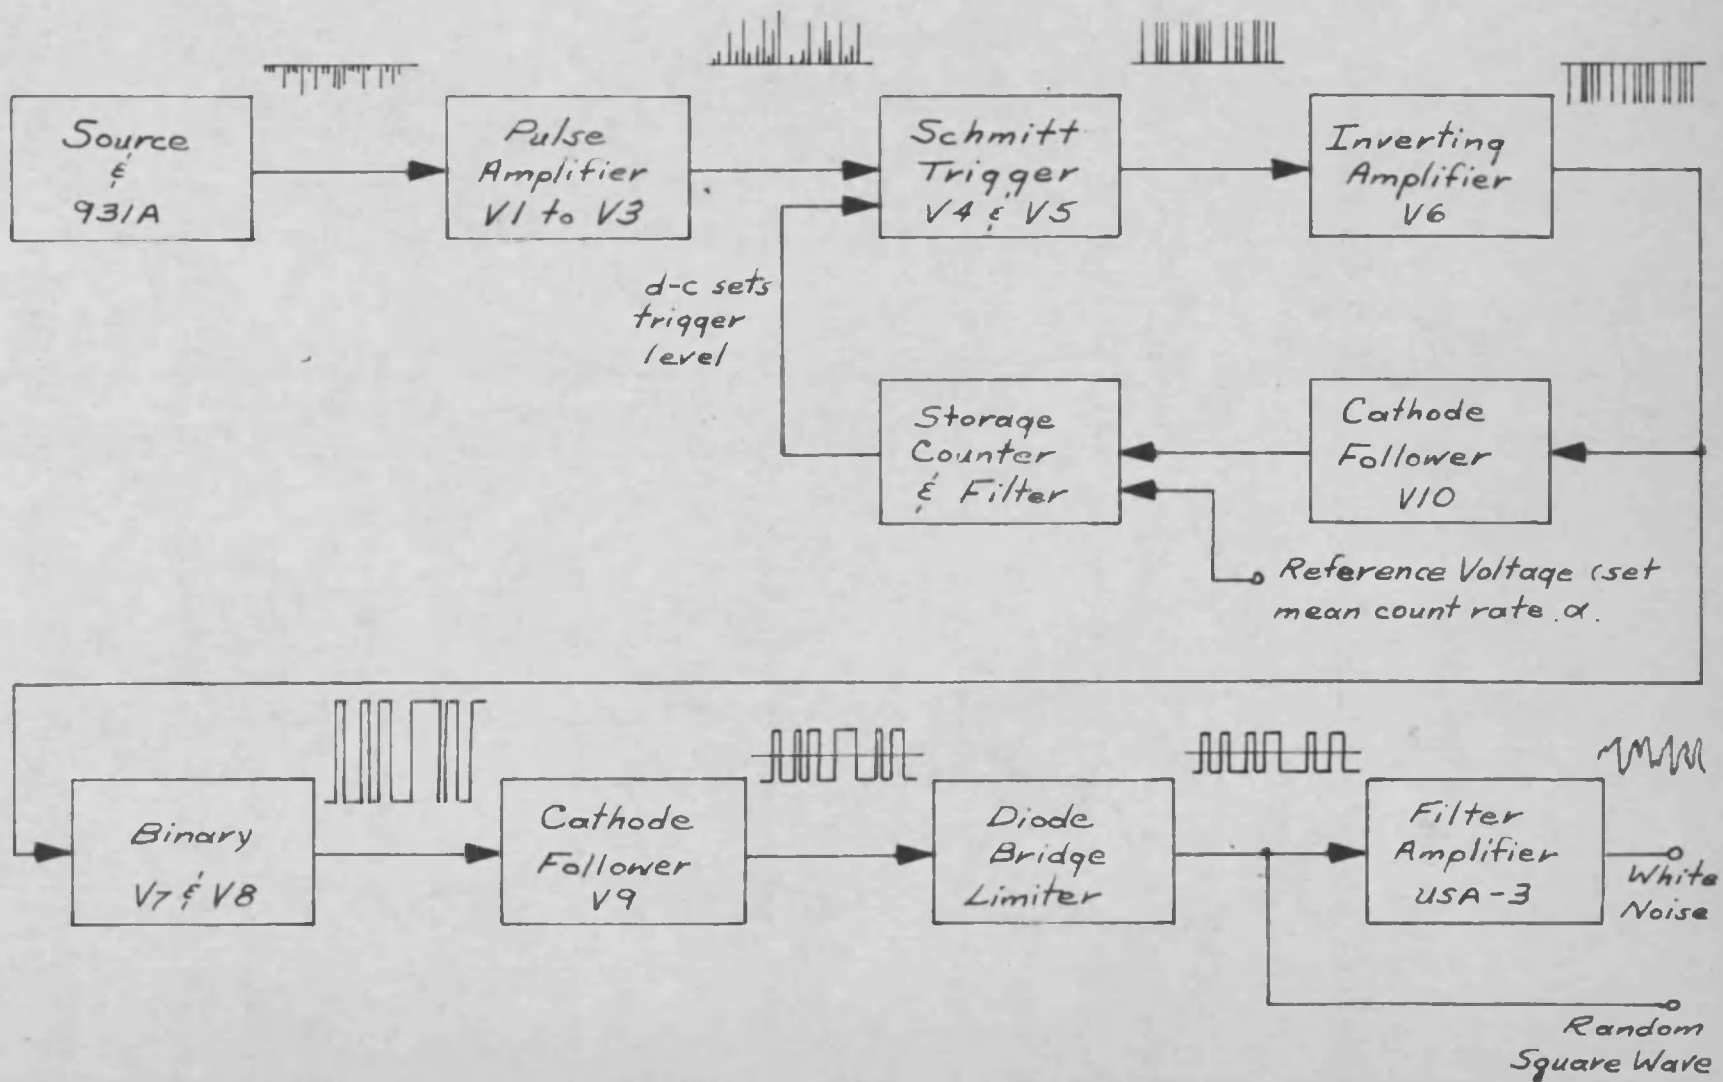 Source
&
931A
Pulse
Amplifier
V1 to V3
Schmitt
Trigger
V4 & V5
Inverting
Amplifier
V6
d-c sets
trigger
level
Storage
Counter
& Filter
Cathode
Follower
V10
Reference Voltage (set
mean count rate α.
Binary
V7 & V8
Cathode
Follower
V9
Diode
Bridge
Limiter
Filter
Amplifier
USA-3
White
Noise
Random
Square Wave